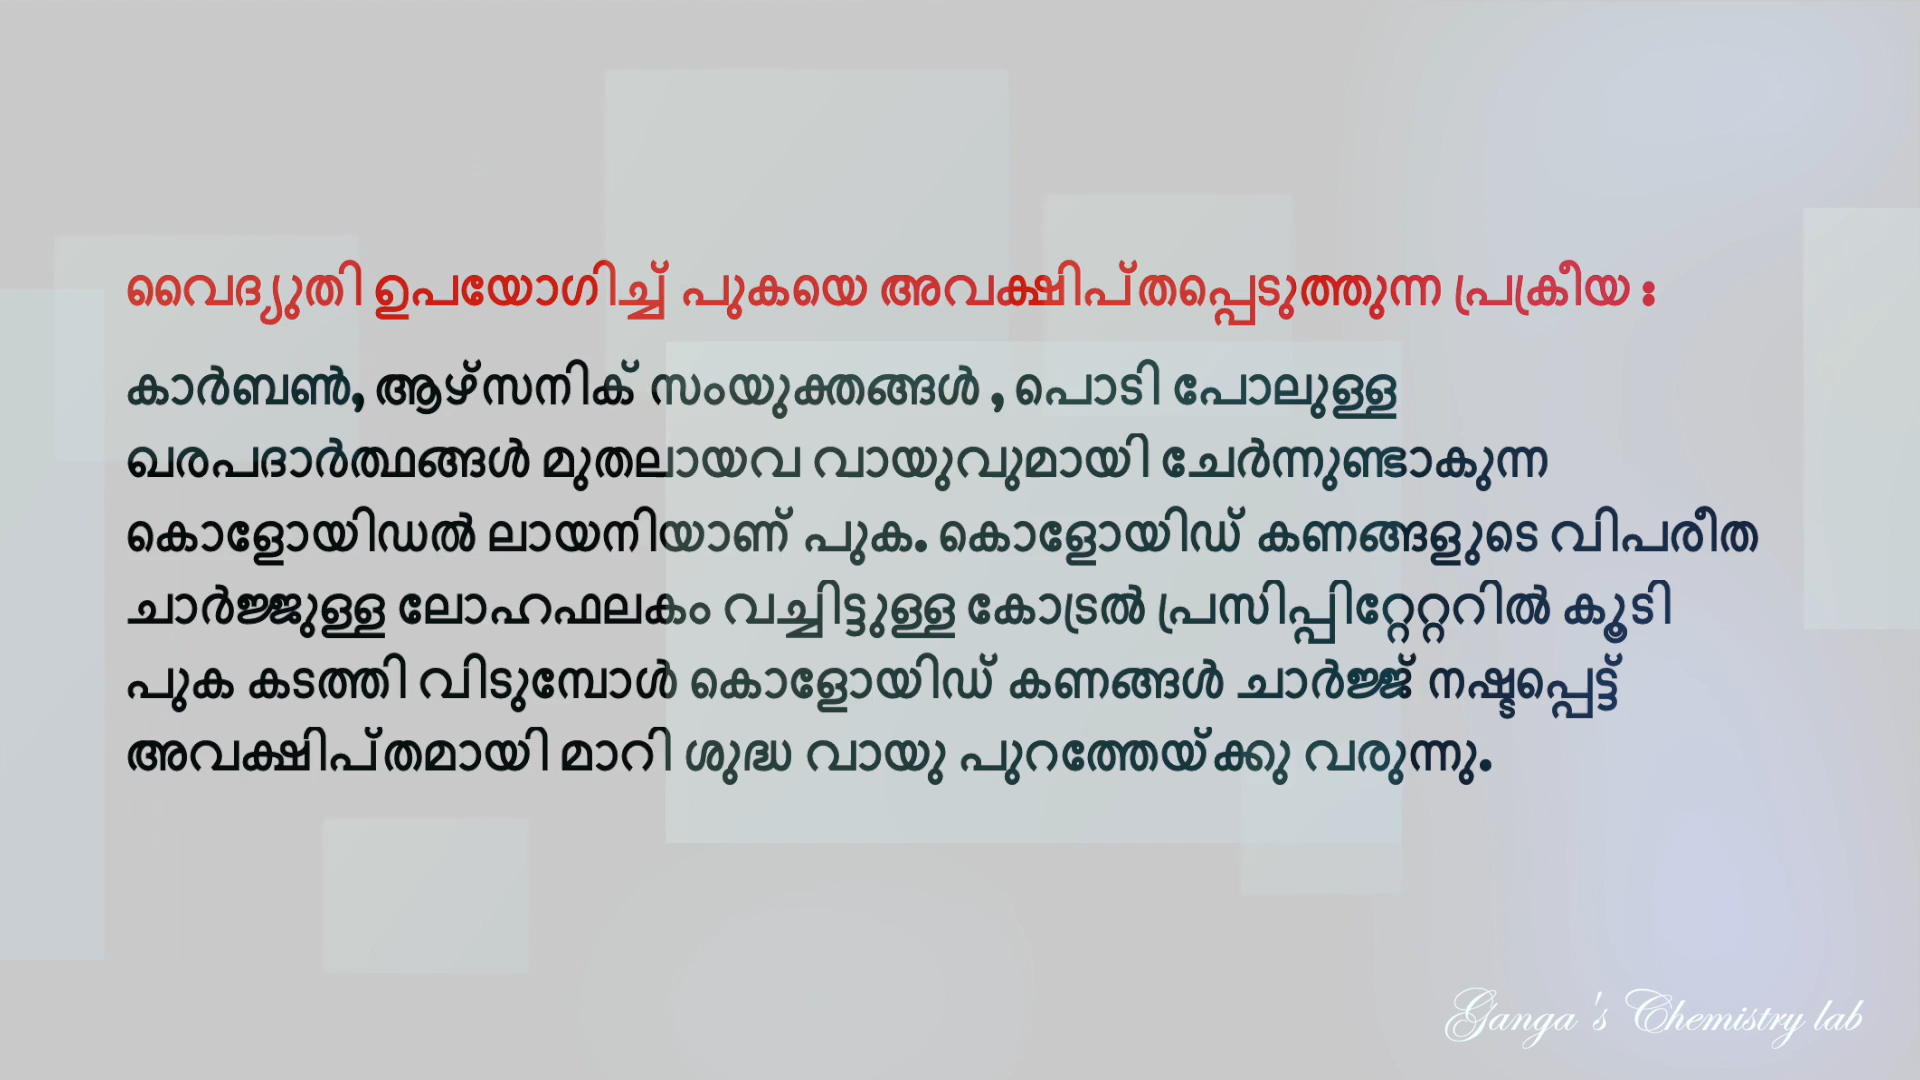 വൈദ്യുതി ഉപയോഗിച്ച് പുകയെ അവക്ഷിപ്തപ്പെടുത്തുന്ന പ്രക്രീയ :
കാർബൺ, ആഴ്സനിക് സംയുക്തങ്ങൾ , പൊടി പോലുള്ള
ഖരപദാർത്ഥങ്ങൾ മുതലായവ വായുവുമായി ചേർന്നുണ്ടാകുന്ന
കൊളോയിഡൽ ലായനിയാണ് പുക. കൊളോയിഡ് കണങ്ങളുടെ വിപരീത
ചാർജ്ജുള്ള ലോഹഫലകം വച്ചിട്ടുള്ള കോട്രൽ പ്രസിപ്പിറ്റേറ്ററിൽ കൂടി
പുക കടത്തി വിടുമ്പോൾ കൊളോയിഡ് കണങ്ങൾ ചാർജ്ജ് നഷ്ടപ്പെട്ട്
അവക്ഷിപ്തമായി മാറി ശുദ്ധ വായു പുറത്തേയ്ക്കു വരുന്നു.
Ganga 's Chemistry lab